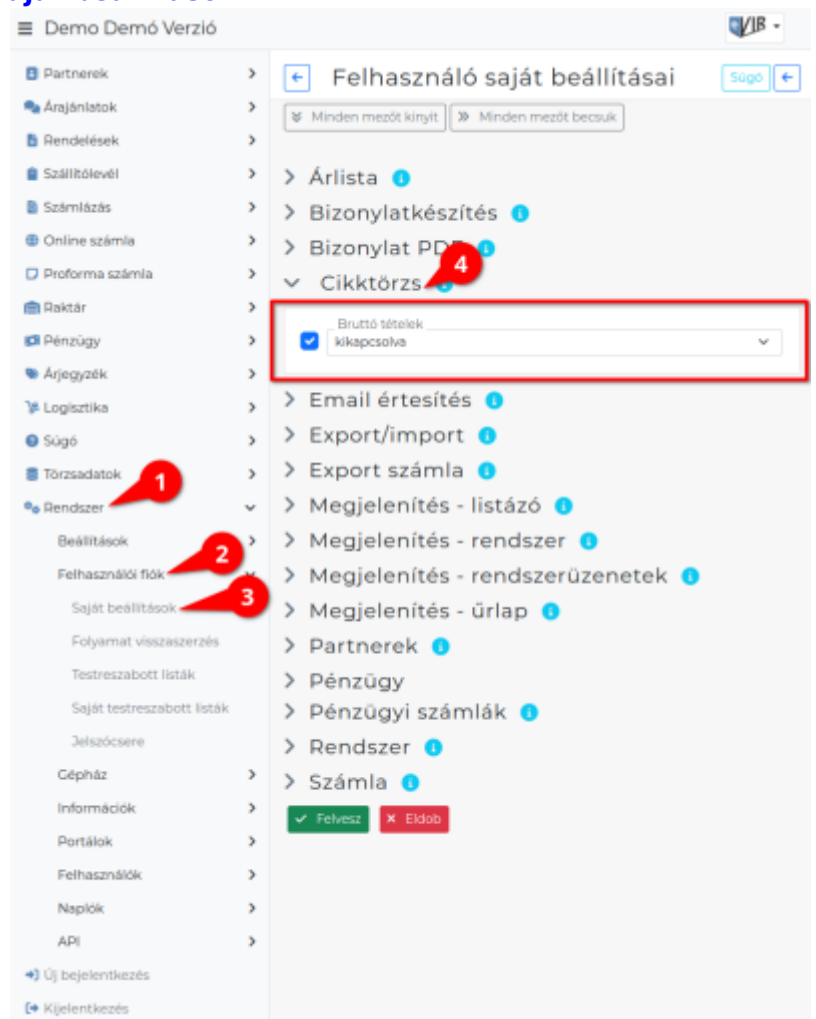 Demo Demó Verzió
VIR
Partnerek
Árajánlatok
Rendelések
Szállítólevél
Számlázás
Online számla
Proforma számla
Raktár
Pénzügy
Árjegyzék
Logisztika
Súgó
Törzsadatok
1
Rendszer
Beállítások
2
Felhasználói fiók
3
Saját beállítások
Folyamat visszaszerzés
Testreszabott listák
Saját testreszabott listák
Jelszócsere
Gépház
Információk
Portálok
Felhasználók
Naplók
API
Új bejelentkezés
Kijelentkezés
Felhasználó saját beállításai
Súgó
Minden mezőt kinyit
Minden mezőt becsuk
Árlista
Bizonylatkészítés
Bizonylat
4
Cikktörzs
Bruttó tételek
kikapcsolva
Email értesítés
Export/import
Export számla
Megjelenítés - listázó
Megjelenítés - rendszer
Megjelenítés - rendszerüzenetek
Megjelenítés - űrlap
Partnerek
Pénzügy
Pénzügyi számlák
Rendszer
Számla
Felvesz
Eldob